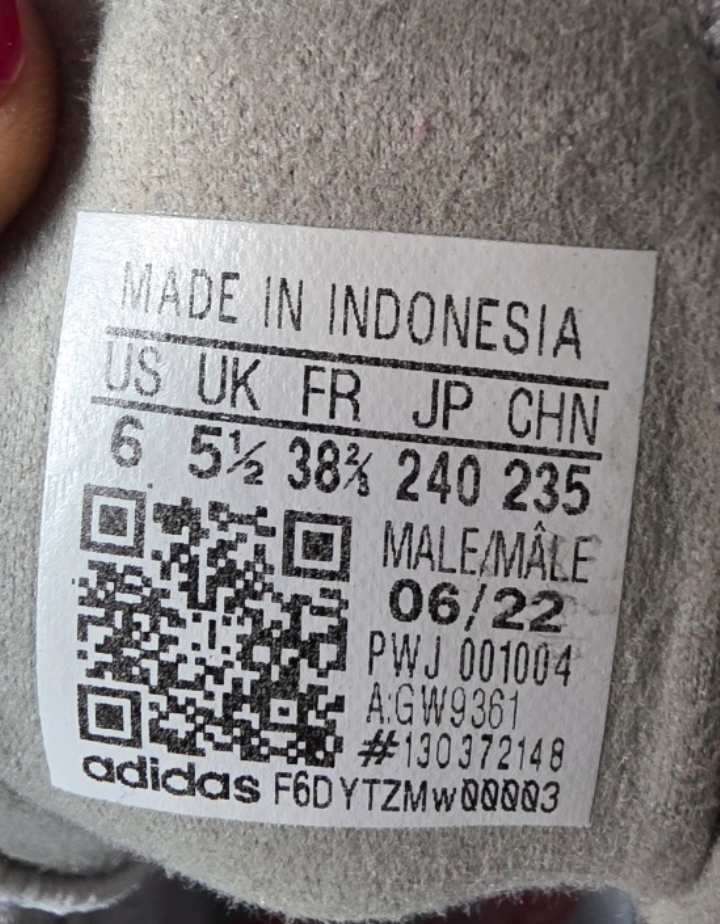 MADE IN INDONESIA
US UK FR JP CHN
6 5½ 38⅔ 240 235
MALE/MÂLE
06/22
PWJ 001004
A:GW9361
#130372148
adidas F6DYTZMw00003